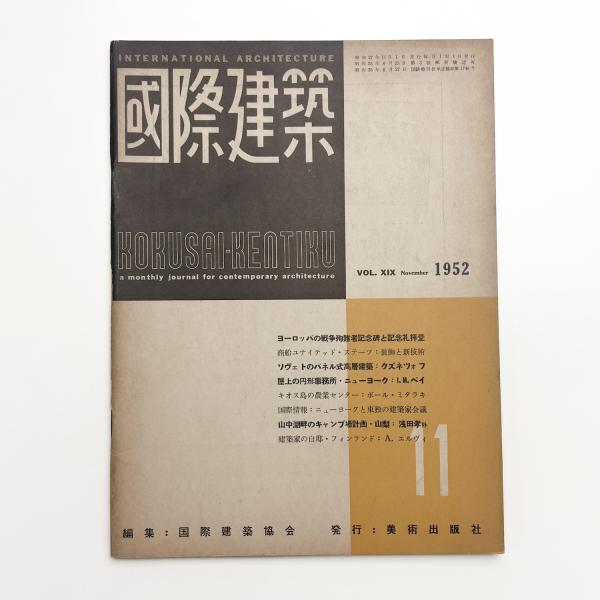 INTERNATIONAL ARCHITECTURE
國際建築
KOKUSAI-KENTIKU
a monthly journal for contemporary architecture
VOL. XIX November 1952
ヨーロッパの戦争殉難者記念碑と記念礼拝堂
商船ユナイテッド・ステーツ：装飾と新技術
ソヴェトのパネル式高層建築：クズネツォフ
屋上の円形事務所・ニューヨーク：I.M.ペイ
キオス島の農業センター：ポール・ミタラキ
国際情報：ニューヨークと東独の建築家会議
山中湖畔のキャンプ場計画・山梨：浅田孝
建築家の自邸・フィンランド：A. エルヴィ
11
編集：国際建築協会 発行：美術出版社